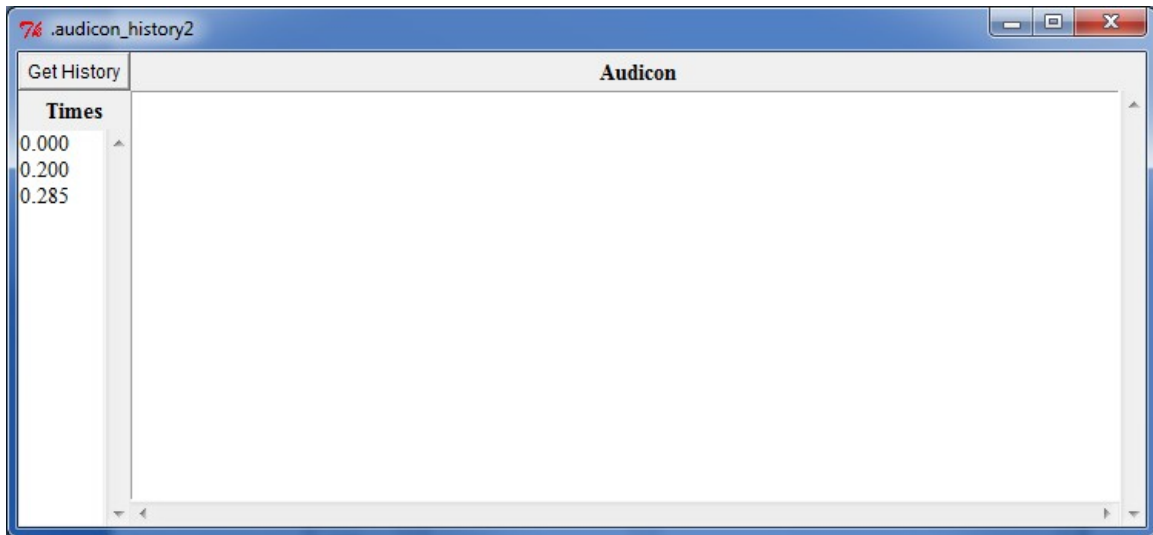 .audicon_history2
Get History
Audicon
Times
0.000
0.200
0.285